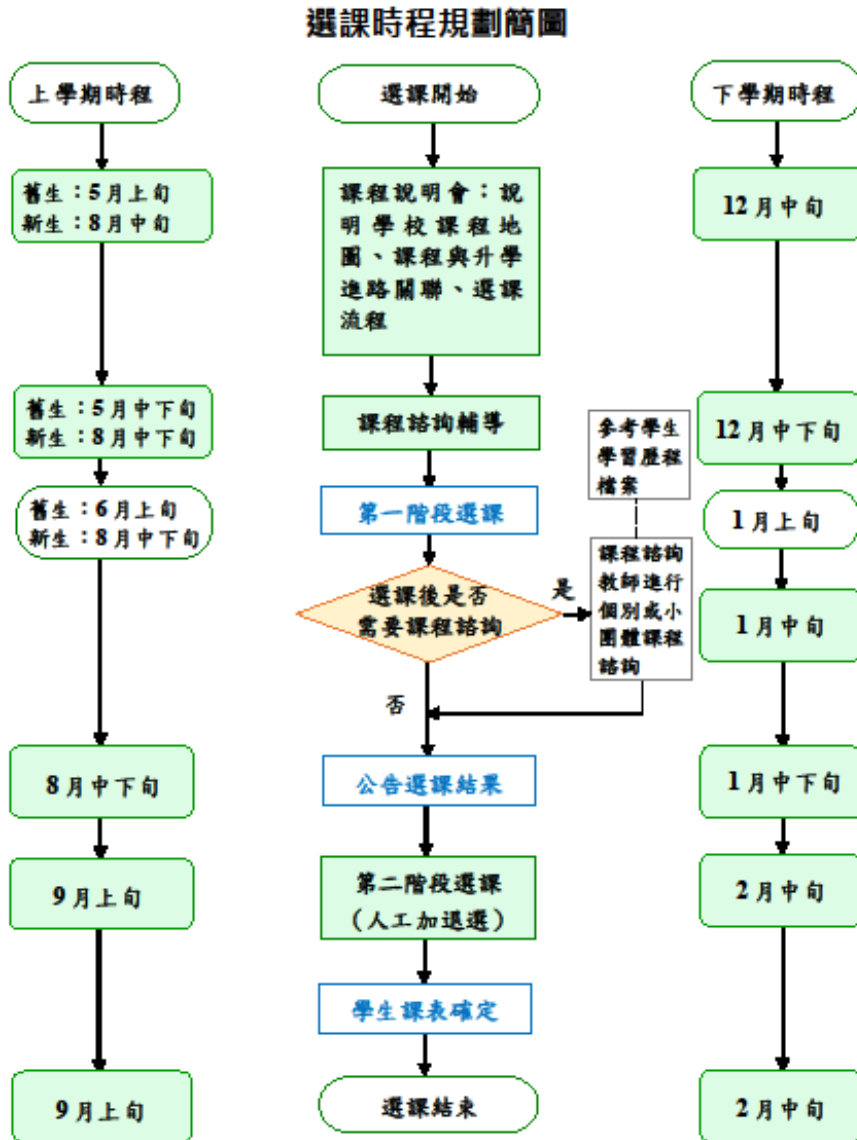 選課時程規劃簡圖
上學期時程
選課開始
下學期時程
舊生：5月上旬
新生：8月中旬
課程說明會：說
明學校課程地
圖、課程與升學
進路關聯、選課
流程
12月中旬
舊生：5月中下旬
新生：8月中下旬
課程諮詢輔導
參考學生
學習歷程
檔案
12月中下旬
舊生：6月上旬
新生：8月中下旬
第一階段選課
1月上旬
選課後是否
需要課程諮詢
是
課程諮詢
教師進行
個別或小
團體課程
諮詢
1月中旬
否
8月中下旬
公告選課結果
1月中下旬
9月上旬
第二階段選課
(人工加退選)
2月中旬
學生課表確定
9月上旬
選課結束
2月中旬